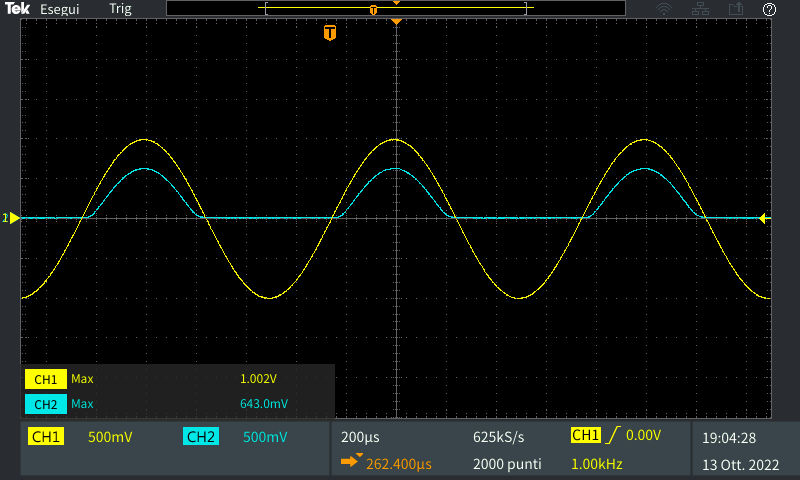 Tek Esegui Trig T ?
T
1
CH1 Max 1.002V
CH2 Max 643.0mV
CH1 500mV CH2 500mV 200µs 625kS/s CH1 0.00V 19:04:28
262.400µs 2000 punti 1.00kHz 13 Ott. 2022